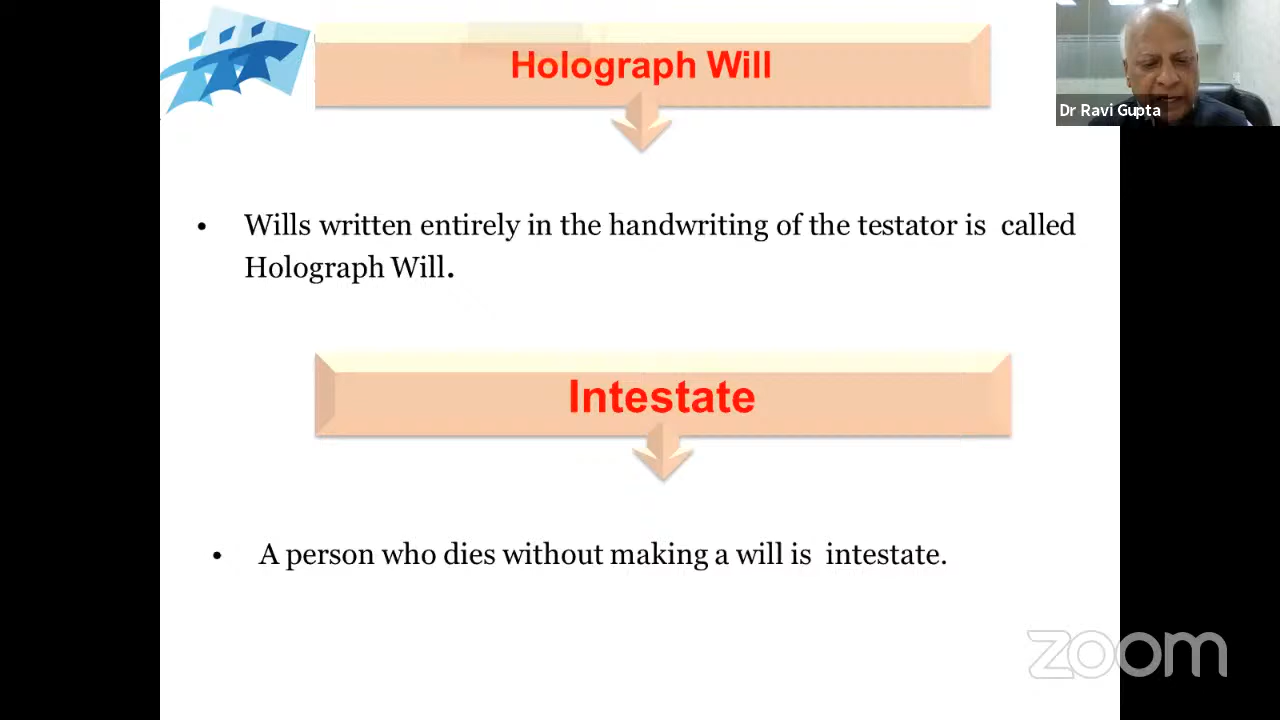 Holograph Will
Dr Ravi Gupta
• Wills written entirely in the handwriting of the testator is called
Holograph Will.
Intestate
• A person who dies without making a will is intestate.
zoom